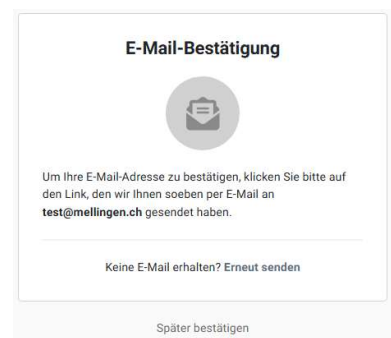 E-Mail-Bestätigung
Um Ihre E-Mail-Adresse zu bestätigen, klicken Sie bitte auf
den Link, den wir Ihnen soeben per E-Mail an
test@mellingen.ch gesendet haben.
Keine E-Mail erhalten? Erneut senden
Später bestätigen